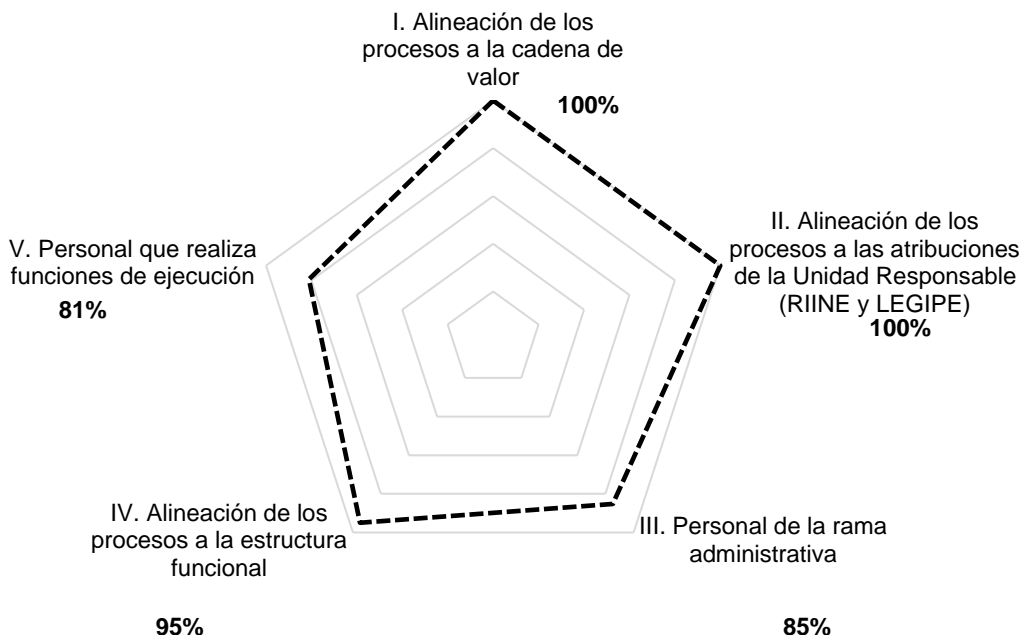 I. Alineación de los
procesos a la cadena de
valor
100%
II. Alineación de los
procesos a las atribuciones
de la Unidad Responsable
(RIINE y LEGIPE)
100%
III. Personal de la rama
administrativa
85%
IV. Alineación de los
procesos a la estructura
funcional
95%
V. Personal que realiza
funciones de ejecución
81%